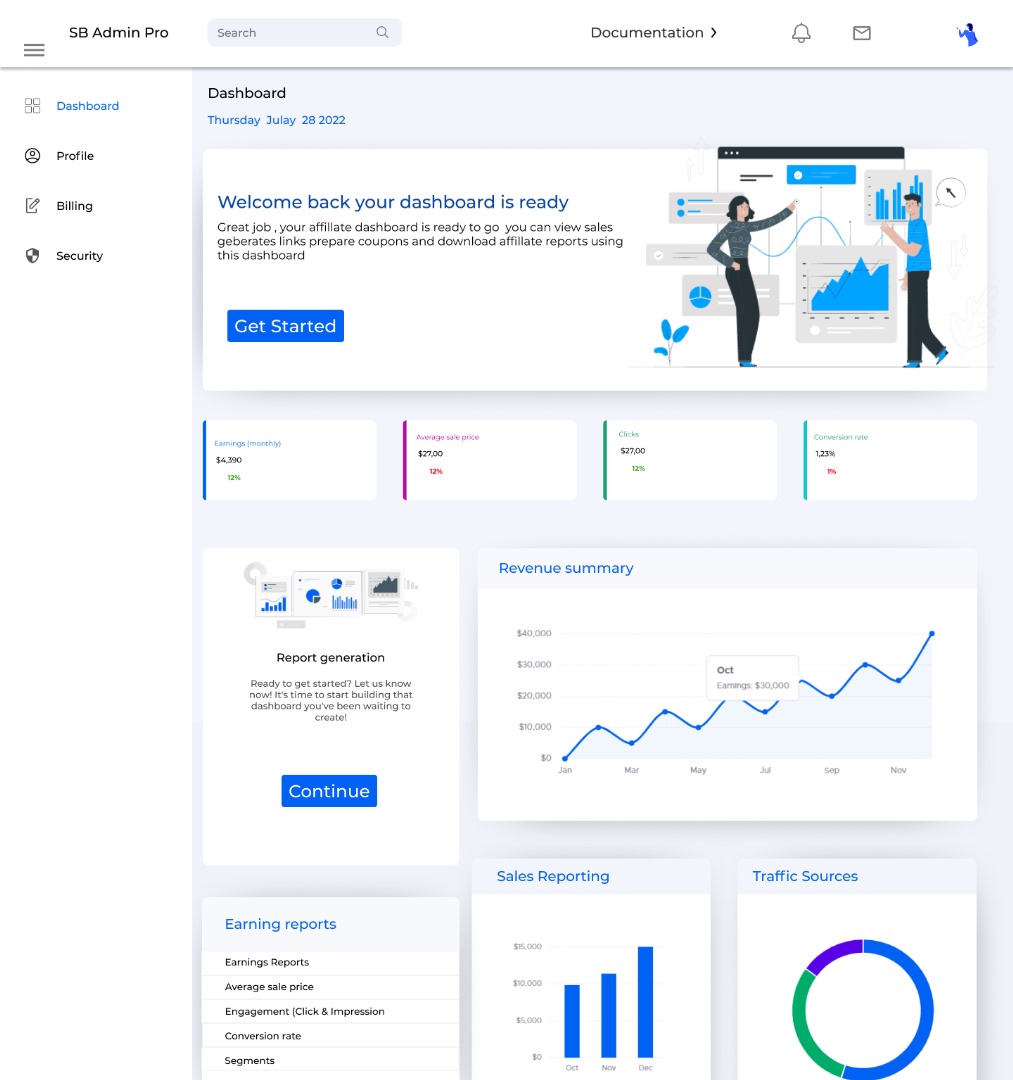 SB Admin Pro
Search
Documentation
Dashboard
Profile
Billing
Security
Dashboard
Thursday Julay 28 2022
Welcome back your dashboard is ready
Great job , your affiliate dashboard is ready to go you can view sales
geberates links prepare coupons and download affillate reports using
this dashboard
Get Started
Earnings (monthly)
$4,390
12%
Average sale price
$27,00
12%
Clicks
$27,00
12%
Conversion rate
1,23%
1%
Report generation
Ready to get started? Let us know
now! It's time to start building that
dashboard you've been waiting to
create!
Continue
Revenue summary
$40,000
$30,000
$20,000
$10,000
$0
Oct
Earnings: $30,000
Jan Mar May Jul Sep Nov
Earning reports
Earnings Reports
Average sale price
Engagement (Click & Impression
Conversion rate
Segments
Sales Reporting
$15,000
$10,000
$5,000
$0
Oct Nov Dec
Traffic Sources